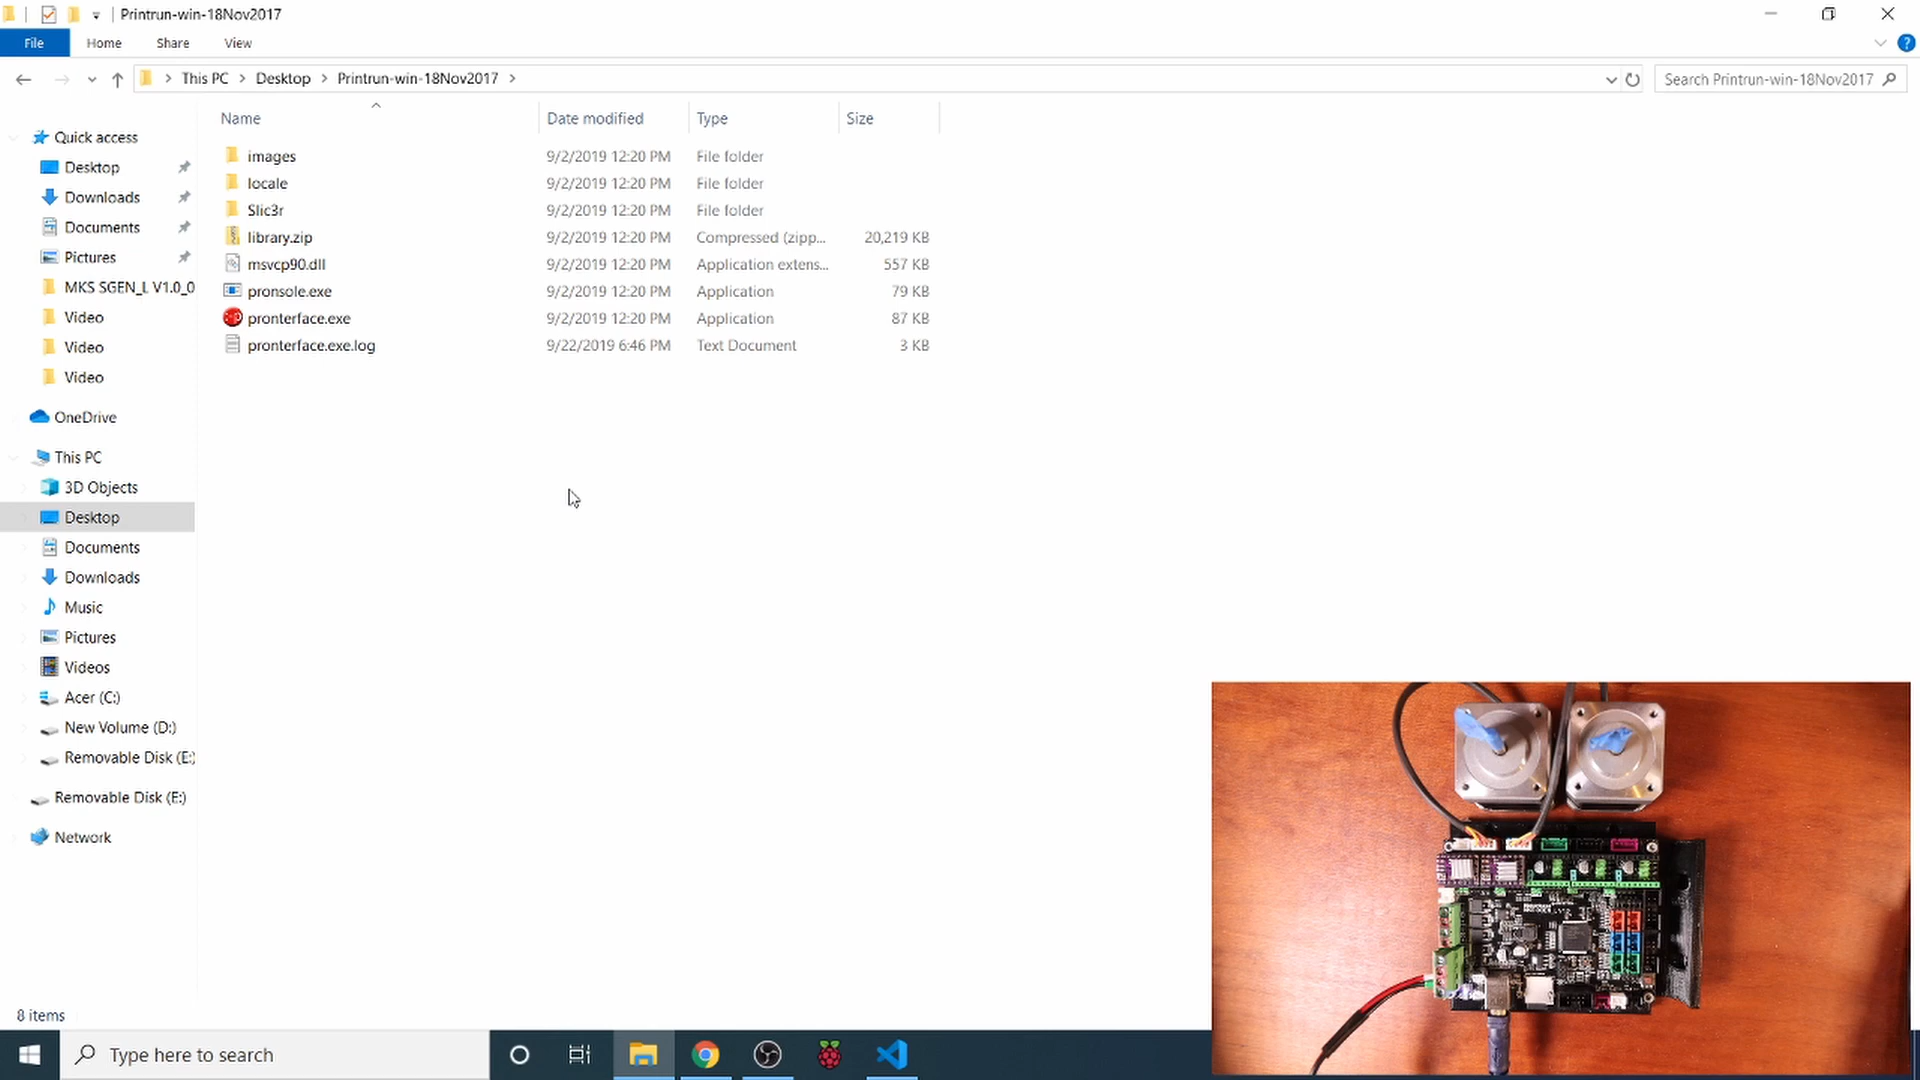 Printrun-win-18Nov2017
File Home Share View
This PC Desktop Printrun-win-18Nov2017
Search Printrun-win-18Nov2017
Name Date modified Type Size
Quick access
Desktop
Downloads
Documents
Pictures
MKS SGEN_L V1.0_0
Video
Video
Video
OneDrive
This PC
3D Objects
Desktop
Documents
Downloads
Music
Pictures
Videos
Acer (C:)
New Volume (D:)
Removable Disk (E:)
Removable Disk (E:)
Network
images 9/2/2019 12:20 PM File folder
locale 9/2/2019 12:20 PM File folder
Slic3r 9/2/2019 12:20 PM File folder
library.zip 9/2/2019 12:20 PM Compressed (zipp... 20,219 KB
msvcp90.dll 9/2/2019 12:20 PM Application extens... 557 KB
pronsole.exe 9/2/2019 12:20 PM Application 79 KB
pronterface.exe 9/2/2019 12:20 PM Application 87 KB
pronterface.exe.log 9/22/2019 6:46 PM Text Document 3 KB
8 items
Type here to search